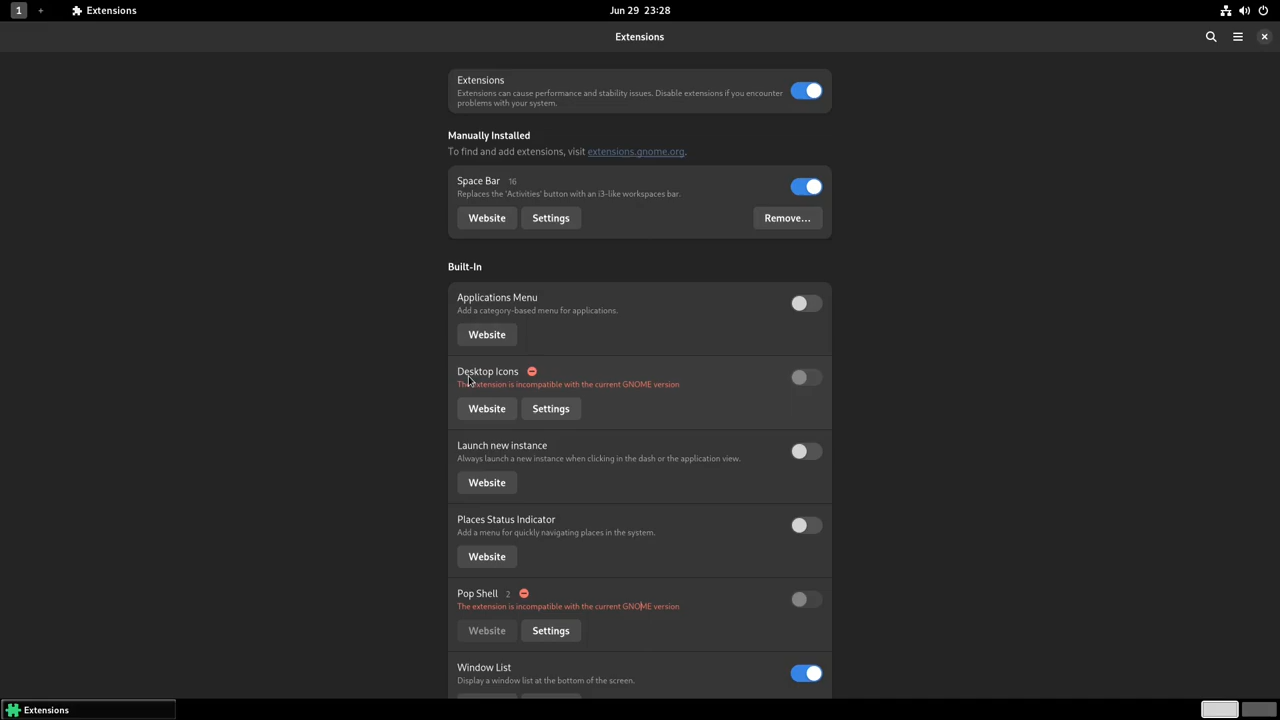 1 + Extensions Jun 29 23:28
Extensions
Extensions
Extensions can cause performance and stability issues. Disable extensions if you encounter
problems with your system.
Manually Installed
To find and add extensions, visit extensions.gnome.org.
Space Bar 16
Replaces the 'Activities' button with an i3-like workspaces bar.
Website Settings Remove...
Built-In
Applications Menu
Add a category-based menu for applications.
Website
Desktop Icons
The extension is incompatible with the current GNOME version
Website Settings
Launch new instance
Always launch a new instance when clicking in the dash or the application view.
Website
Places Status Indicator
Add a menu for quickly navigating places in the system.
Website
Pop Shell 2
The extension is incompatible with the current GNOME version
Website Settings
Window List
Display a window list at the bottom of the screen.
Extensions